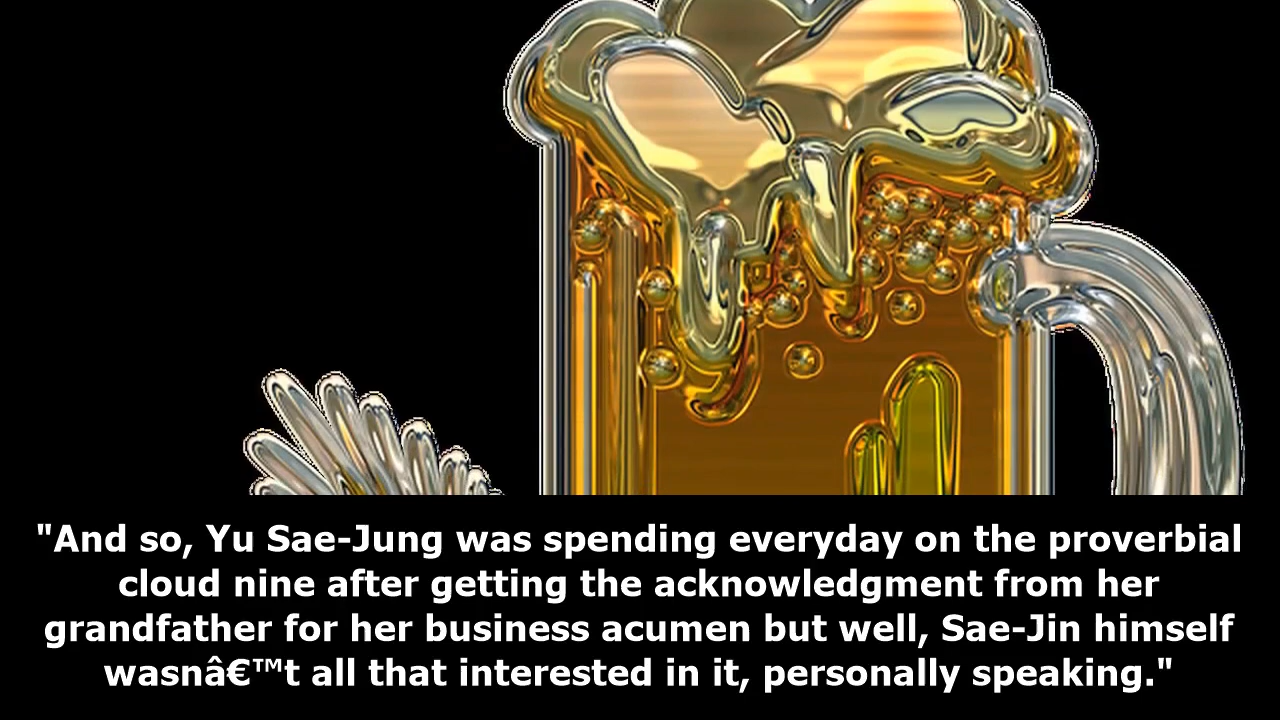 "And so, Yu Sae-Jung was spending everyday on the proverbial
cloud nine after getting the acknowledgment from her
grandfather for her business acumen but well, Sae-Jin himself
wasnâ€™t all that interested in it, personally speaking."